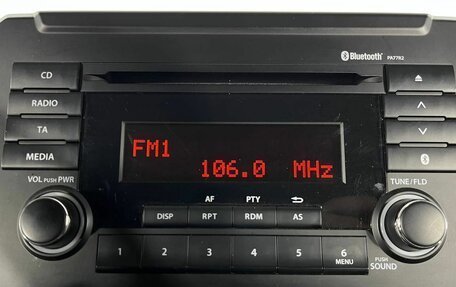 Bluetooth PA7792
CD
RADIO
TA
MEDIA
FM1
106.0 MHz
VOL PUSH PWR
TUNE/FLD
AF PTY
DISP RPT RDM AS
1 2 3 4 5 6
MENU
PUSH
SOUND